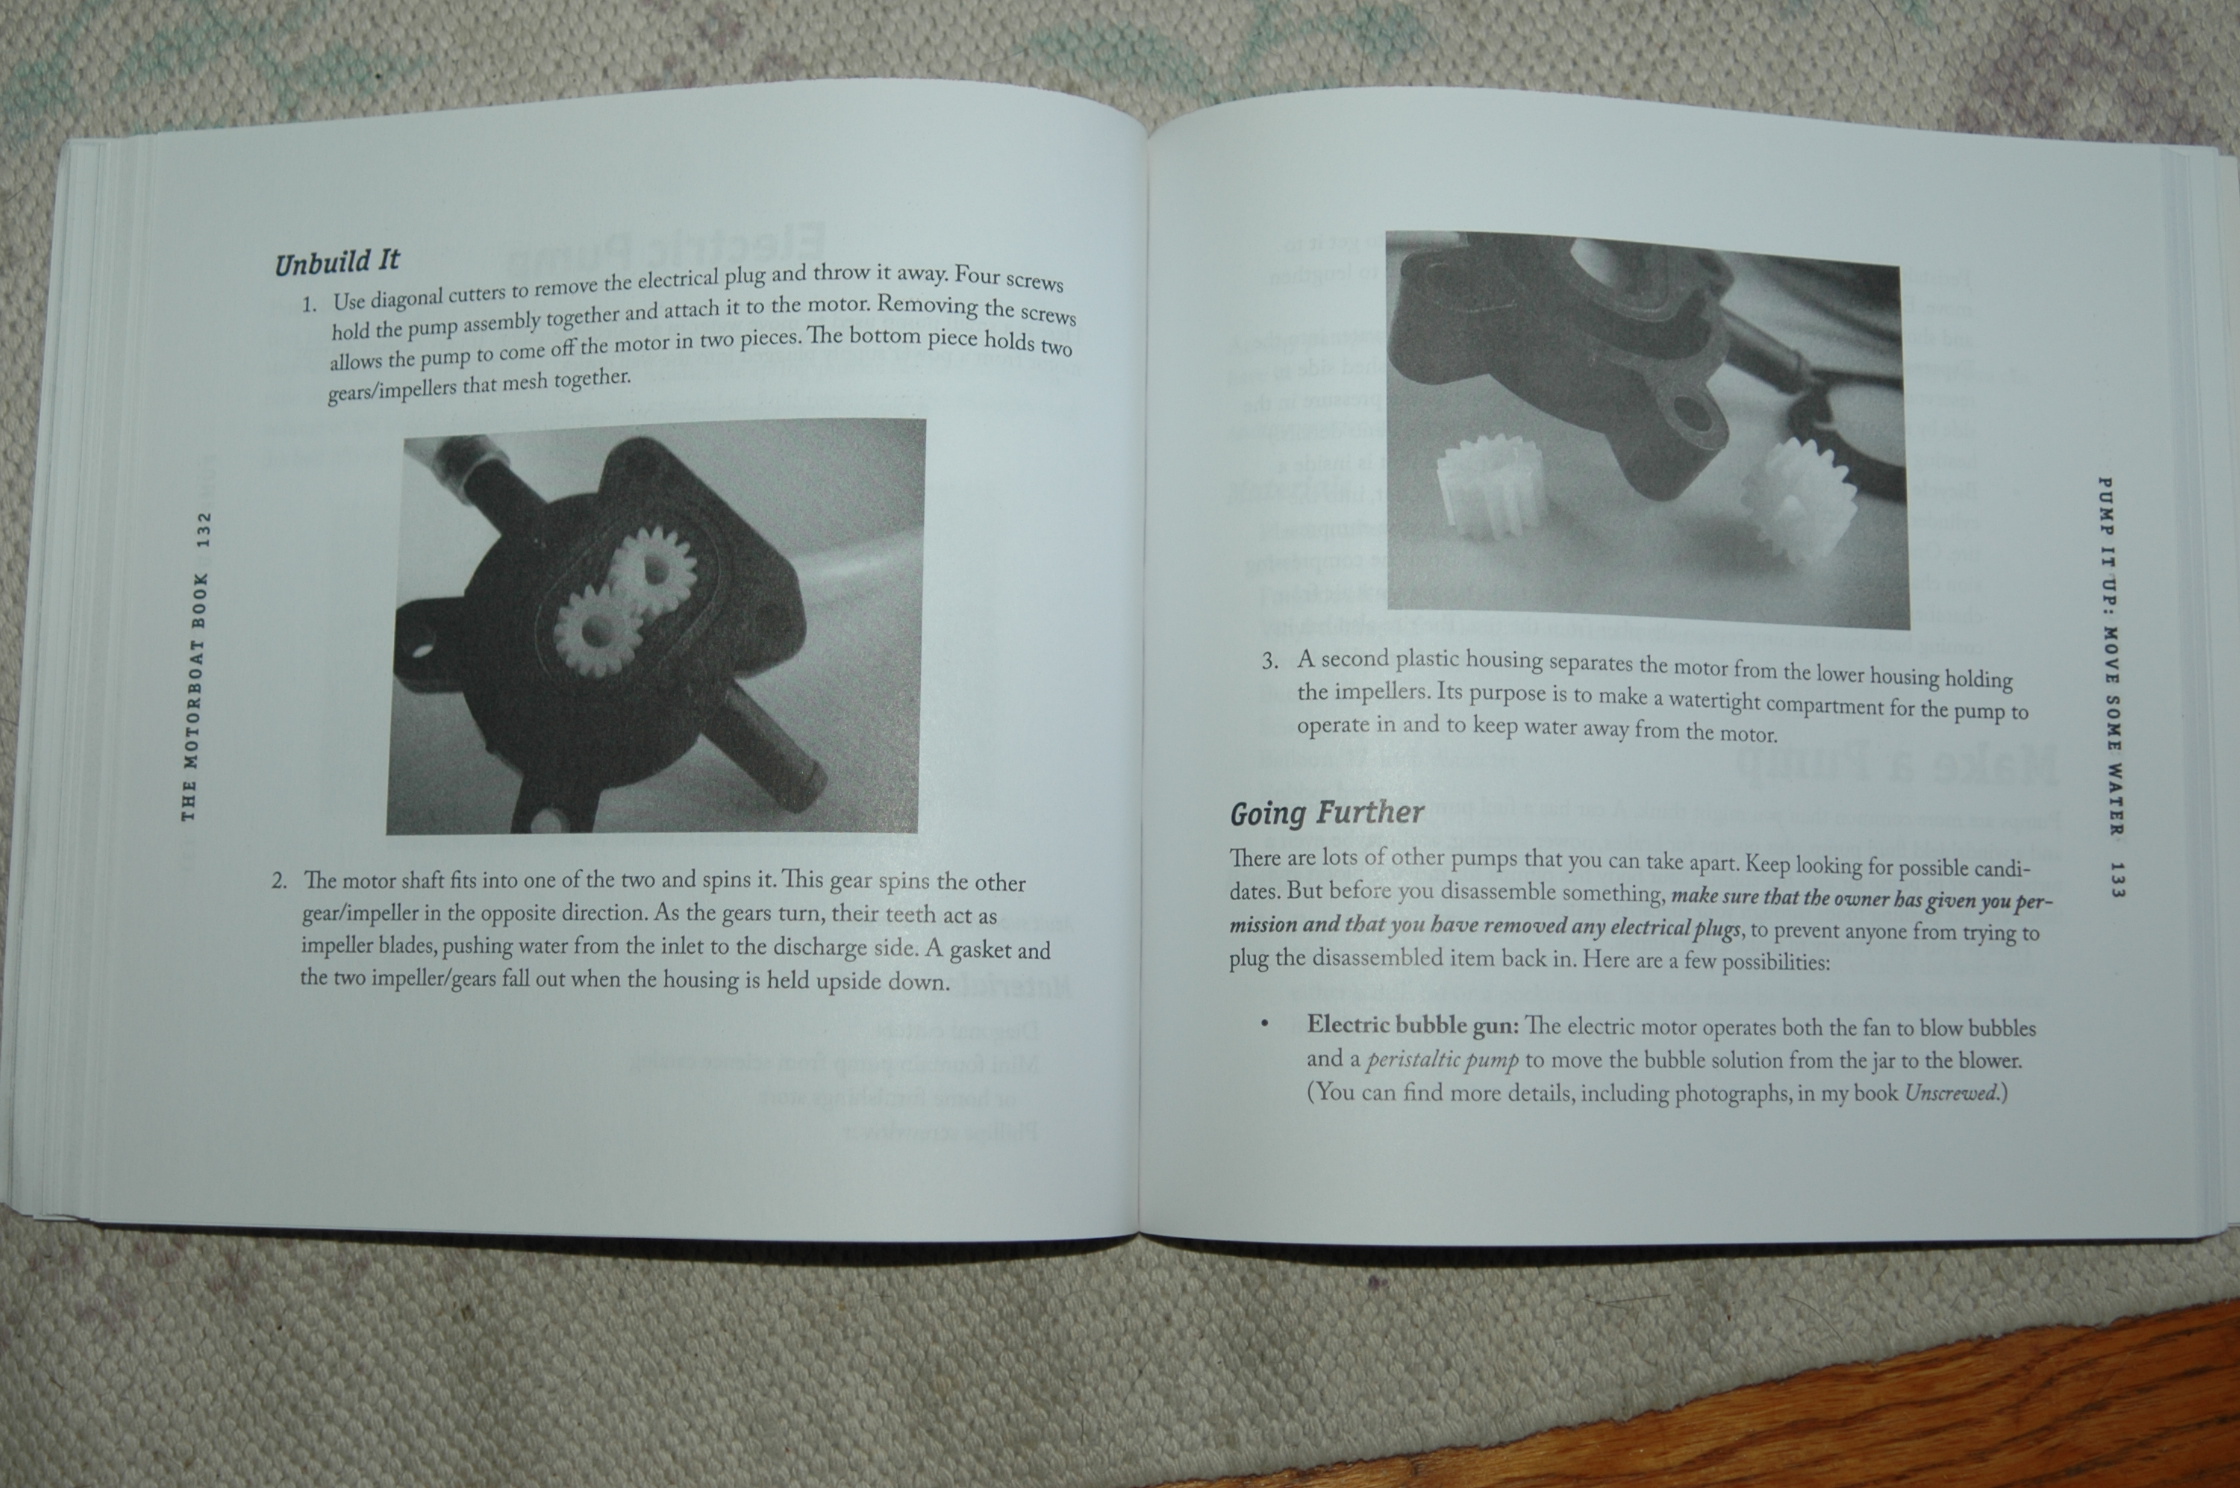 THE MOTORBOAT BOOK 132
Unbuild It
1. Use diagonal cutters to remove the electrical plug and throw it away. Four screws
hold the pump assembly together and attach it to the motor. Removing the screws
allows the pump to come off the motor in two pieces. The bottom piece holds two
gears/impellers that mesh together.
2. The motor shaft fits into one of the two and spins it. This gear spins the other
gear/impeller in the opposite direction. As the gears turn, their teeth act as
impeller blades, pushing water from the inlet to the discharge side. A gasket and
the two impeller/gears fall out when the housing is held upside down.
3. A second plastic housing separates the motor from the lower housing holding
the impellers. Its purpose is to make a watertight compartment for the pump to
operate in and to keep water away from the motor.
Going Further
There are lots of other pumps that you can take apart. Keep looking for possible candi-
dates. But before you disassemble something, make sure that the owner has given you per-
mission and that you have removed any electrical plugs, to prevent anyone from trying to
plug the disassembled item back in. Here are a few possibilities:
• Electric bubble gun: The electric motor operates both the fan to blow bubbles
and a peristaltic pump to move the bubble solution from the jar to the blower.
(You can find more details, including photographs, in my book Unscrewed.)
PUMP IT UP: MOVE SOME WATER 133